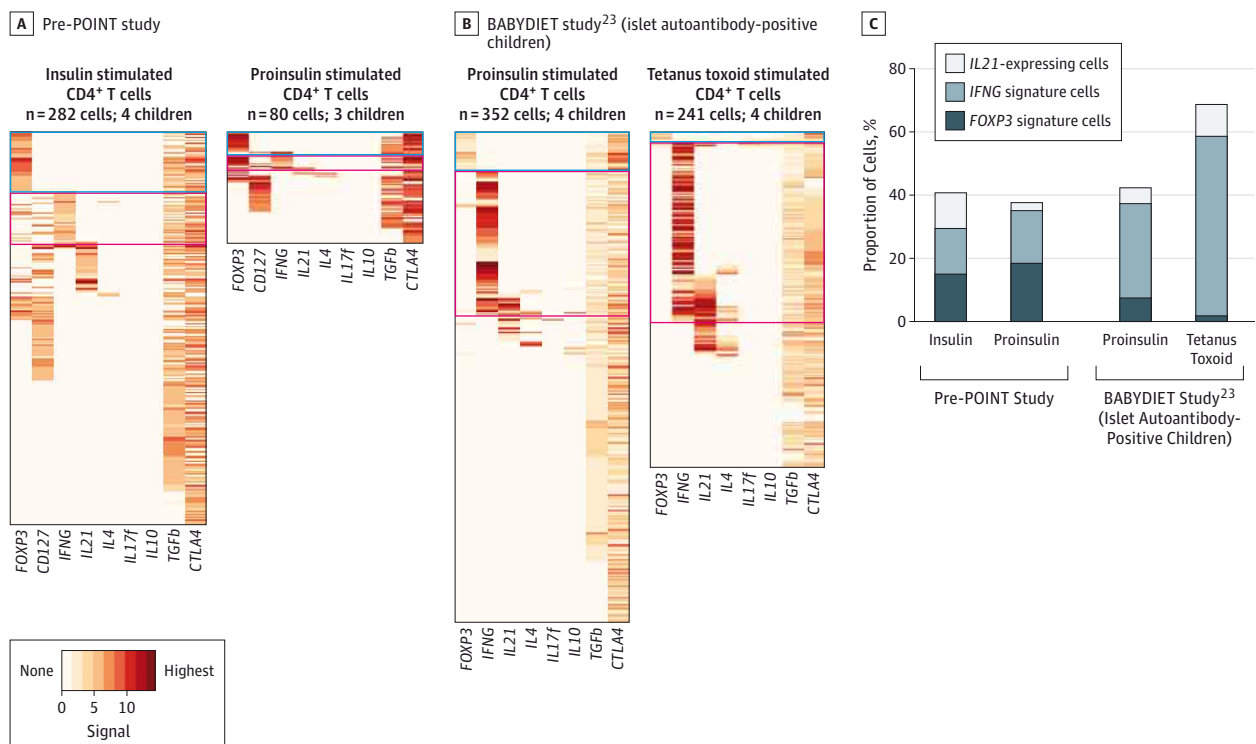 A Pre-POINT study
Insulin stimulated
CD4+ T cells
n = 282 cells; 4 children
Proinsulin stimulated
CD4+ T cells
n = 80 cells; 3 children
FOXP3
CD127
IFNG
IL21
IL4
IL17f
IL10
TGFb
CTLA4
FOXP3
CD127
IFNG
IL21
IL4
IL17f
IL10
TGFb
CTLA4
None
Highest
0 5 10
Signal
B BABYDIET study23 (islet autoantibody-positive
children)
Proinsulin stimulated
CD4+ T cells
n = 352 cells; 4 children
Tetanus toxoid stimulated
CD4+ T cells
n = 241 cells; 4 children
FOXP3
IFNG
IL21
IL4
IL17f
IL10
TGFb
CTLA4
FOXP3
IFNG
IL21
IL4
IL17f
IL10
TGFb
CTLA4
C
IL21-expressing cells
IFNG signature cells
FOXP3 signature cells
Proportion of Cells, %
80
60
40
20
0
Insulin
Proinsulin
Proinsulin
Tetanus
Toxoid
Pre-POINT Study
BABYDIET Study23
(Islet Autoantibody-
Positive Children)